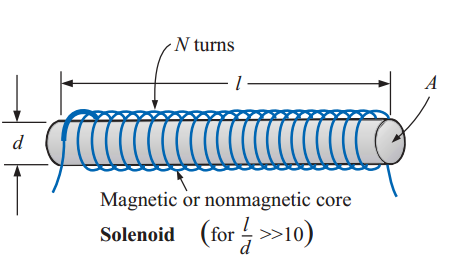 N turns
l
A
d
Magnetic or nonmagnetic core
Solenoid (for l/d >>10)